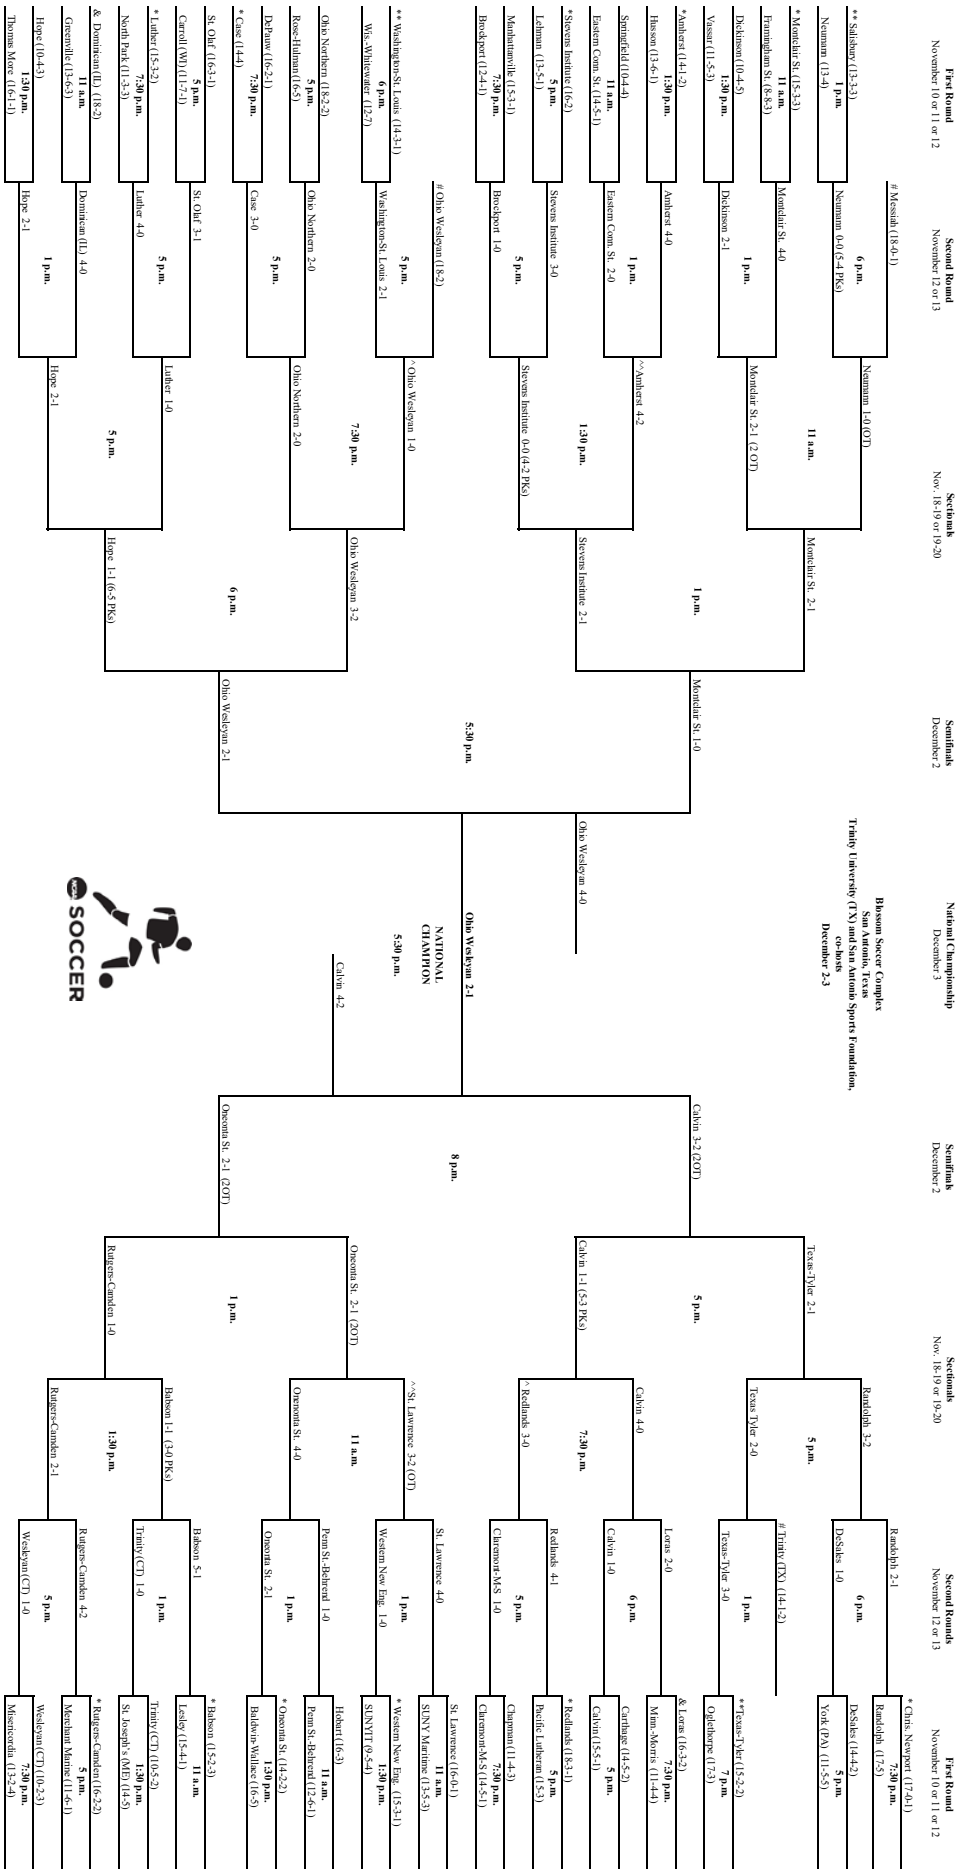 First Round
November 10 or 11 or 12
Second Round
November 12 or 13
Sectionals
Nov. 18-19 or 19-20
Semifinals
December 2
National Championship
December 3
Semifinals
December 2
Sectionals
Nov. 18-19 or 19-20
Second Rounds
November 12 or 13
First Round
November 10 or 11 or 12
** Salisbury (13-3-3)
1 p.m.
Neumann (13-4)
* Montclair St. (15-3-3)
11 a.m.
Framingham St. (8-8-3)
Dickinson (10-4-5)
1:30 p.m.
Vassar (11-5-3)
*Amherst (14-1-2)
1:30 p.m.
Husson (13-6-1)
Springfield (10-4-4)
11 a.m.
Eastern Conn. St. (14-5-1)
*Stevens Institute (16-2)
5 p.m.
Lehman (13-5-1)
Manhattanville (15-3-1)
7:30 p.m.
Brockport (12-4-1)
** Washington-St. Louis (14-3-1)
6 p.m.
Wis.-Whitewater (12-7)
Ohio Northern (18-2-2)
5 p.m.
Rose-Hulman (16-5)
DePauw (16-2-1)
7:30 p.m.
* Case (14-4)
St. Olaf (16-3-1)
5 p.m.
Carroll (WI) (11-7-1)
* Luther (15-3-2)
7:30 p.m.
North Park (11-3-3)
& Dominican (IL) (18-2)
11 a.m.
Greenville (13-6-3)
Hope (10-4-3)
1:30 p.m.
Thomas More (16-1-1)
# Messiah (18-0-1)
6 p.m.
Neumann 0-0 (5-4 PKs)
Montclair St. 4-0
1 p.m.
Dickinson 2-1
Amherst 4-0
1 p.m.
Eastern Conn. St. 2-0
Stevens Institute 3-0
5 p.m.
Brockport 1-0
# Ohio Wesleyan (18-2)
5 p.m.
Washington-St. Louis 2-1
Ohio Northern 2-0
5 p.m.
Case 3-0
St. Olaf 3-1
5 p.m.
Luther 4-0
Dominican (IL) 4-0
1 p.m.
Hope 2-1
Neumann 1-0 (OT)
11 a.m.
Montclair St. 2-1 (2 OT)
^^Amherst 4-2
1:30 p.m.
Stevens Institute 0-0 (4-2 PKs)
^Ohio Wesleyan 1-0
7:30 p.m.
Ohio Northern 2-0
Luther 1-0
5 p.m.
Hope 2-1
Montclair St. 2-1
1 p.m.
Stevens Institute 2-1
Ohio Wesleyan 3-2
6 p.m.
Hope 1-1 (6-5 PKs)
Montclair St. 1-0
5:30 p.m.
Ohio Wesleyan 2-1
Blossom Soccer Complex
San Antonio, Texas
Trinity University (TX) and San Antonio Sports Foundation,
co-hosts
December 2-3
Ohio Wesleyan 4-0
Ohio Wesleyan 2-1
NATIONAL
CHAMPION
5:30 p.m.
Calvin 4-2
NCAA
SOCCER
Calvin 3-2 (2OT)
8 p.m.
Oneonta St. 2-1 (2OT)
Texas-Tyler 2-1
5 p.m.
Calvin 1-1 (5-3 PKs)
Oneonta St. 2-1 (2OT)
1 p.m.
Rutgers-Camden 1-0
Randolph 3-2
5 p.m.
Texas Tyler 2-0
Calvin 4-0
7:30 p.m.
^Redlands 3-0
^^St. Lawrence 3-2 (OT)
11 a.m.
Onenonta St. 4-0
Babson 1-1 (3-0 PKs)
1:30 p.m.
Rutgers-Camden 2-1
Randolph 2-1
6 p.m.
DeSales 1-0
# Trinity (TX) (14-1-2)
1 p.m.
Texas-Tyler 3-0
Loras 2-0
6 p.m.
Calvin 1-0
Redlands 4-1
5 p.m.
Claremont-M-S 1-0
St. Lawrence 4-0
1 p.m.
Western New Eng. 1-0
Penn St.-Behrend 1-0
1 p.m.
Oneonta St. 2-1
Babson 5-1
1 p.m.
Trinity (CT) 1-0
Rutgers-Camden 4-2
5 p.m.
Wesleyan (CT) 1-0
* Chris. Newport (17-0-1)
7:30 p.m.
Randolph (17-5)
DeSales (14-4-2)
5 p.m.
York (PA) (11-5-5)
**Texas-Tyler (15-2-2)
7 p.m.
Oglethorpe (17-3)
& Loras (16-3-2)
7:30 p.m.
Minn.-Morris (11-4-4)
Carthage (14-5-2)
5 p.m.
Calvin (15-5-1)
* Redlands (18-3-1)
5 p.m.
Pacific Lutheran (15-3)
Chapman (11-4-3)
7:30 p.m.
Claremont-M-S (14-5-1)
St. Lawrence (16-0-1)
11 a.m.
SUNY Maritime (13-5-3)
* Western New Eng. (15-3-1)
1:30 p.m.
SUNYIT (9-5-4)
Hobart (16-3)
11 a.m.
Penn St.-Behrend (12-6-1)
* Oneonta St. (14-2-2)
1:30 p.m.
Baldwin-Wallace (16-5)
* Babson (15-2-3)
11 a.m.
Lesley (15-4-1)
Trinity (CT) (10-5-2)
1:30 p.m.
St. Joseph's (ME) (14-5)
* Rutgers-Camden (16-2-2)
5 p.m.
Merchant Marine (11-6-1)
Wesleyan (CT) (10-2-3)
7:30 p.m.
Misericordia (13-2-4)